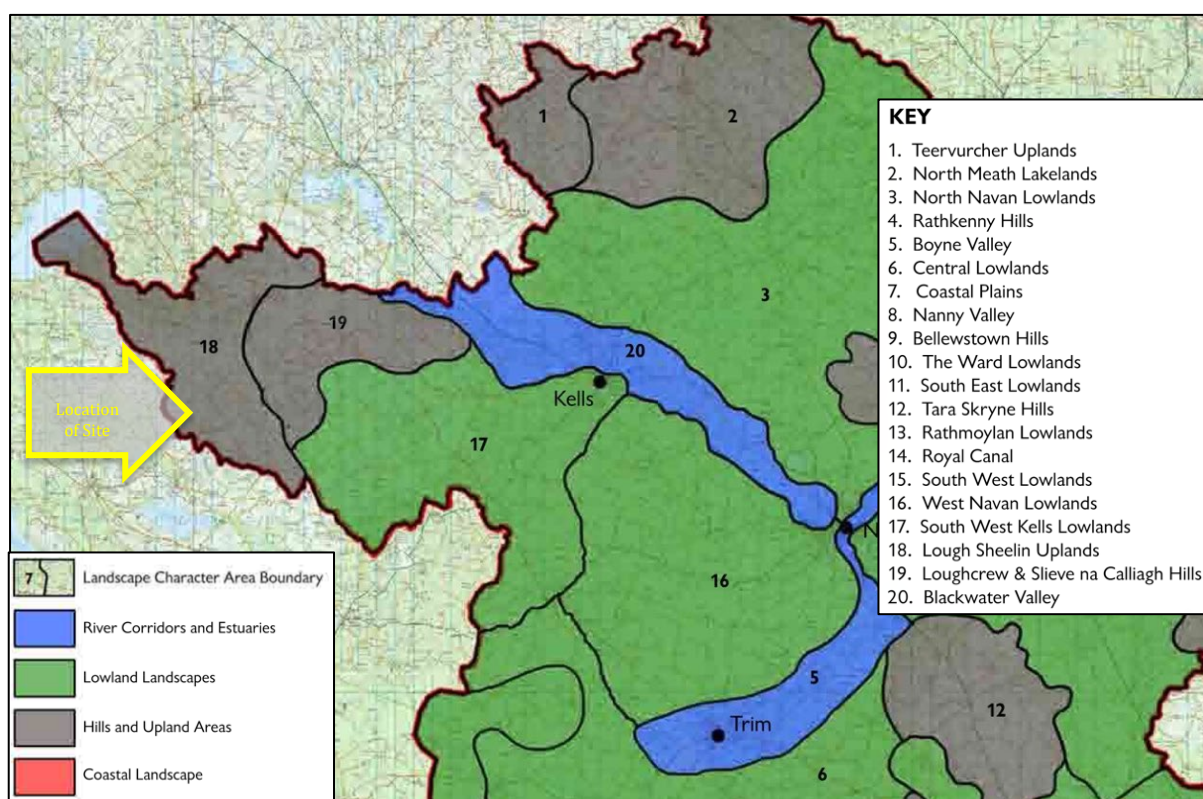 1
2
KEY
1. Teervurcher Uplands
2. North Meath Lakelands
3. North Navan Lowlands
4. Rathkenny Hills
5. Boyne Valley
6. Central Lowlands
7. Coastal Plains
8. Nanny Valley
9. Bellewstown Hills
10. The Ward Lowlands
11. South East Lowlands
12. Tara Skryne Hills
13. Rathmoylan Lowlands
14. Royal Canal
15. South West Lowlands
16. West Navan Lowlands
17. South West Kells Lowlands
18. Lough Sheelin Uplands
19. Loughcrew & Slieve na Calliagh Hills
20. Blackwater Valley
3
19
18
20
Kells
Location
of Site
17
16
5
Trim
12
6
7
Landscape Character Area Boundary
River Corridors and Estuaries
Lowland Landscapes
Hills and Upland Areas
Coastal Landscape